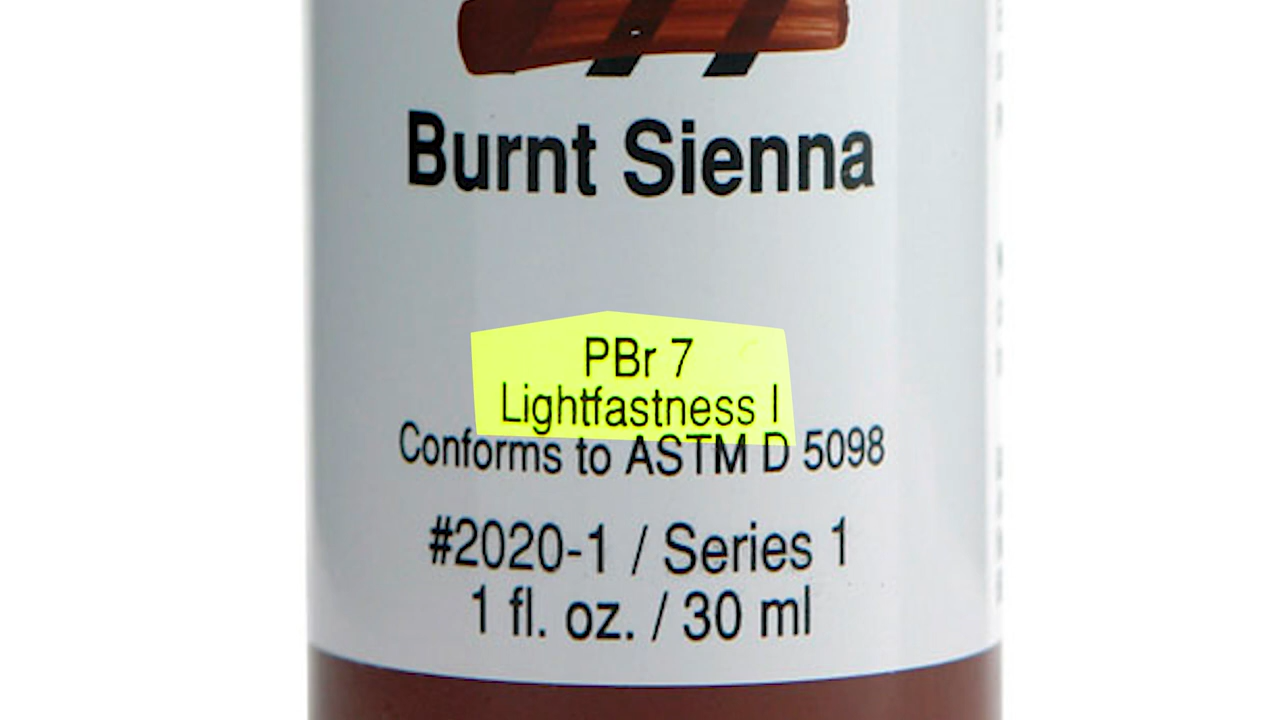 Burnt Sienna
PBr 7
Lightfastness I
Conforms to ASTM D 5098
#2020-1 / Series 1
1 fl. oz. / 30 ml